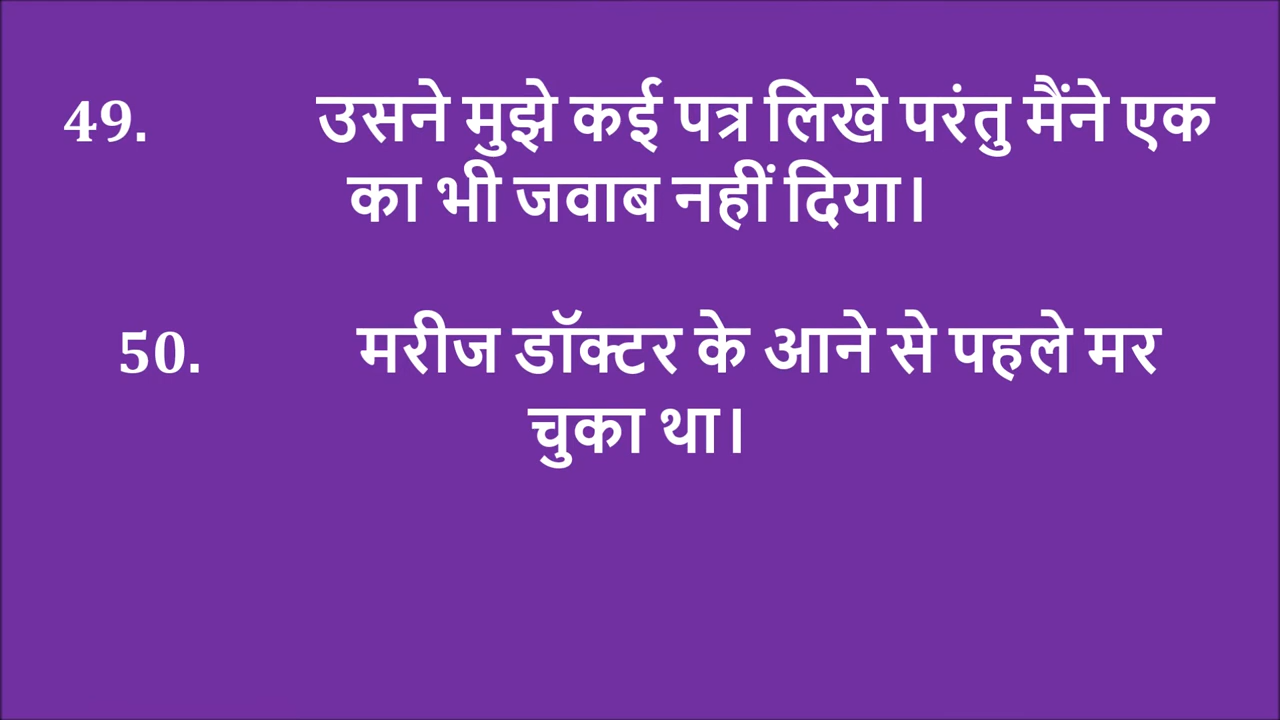 49. उसने मुझे कई पत्र लिखे परंतु मैंने एक
का भी जवाब नहीं दिया।
50. मरीज डॉक्टर के आने से पहले मर
चुका था।